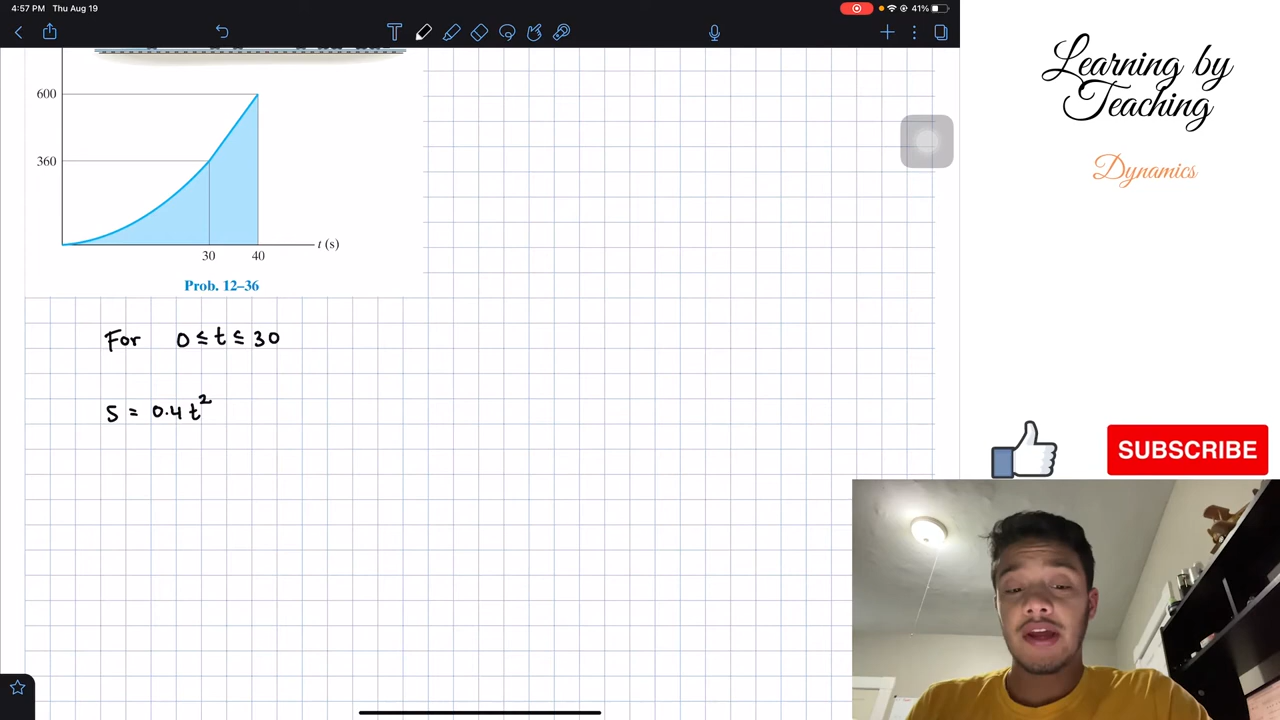 4:57 PM Thu Aug 19
41%
Learning by
Teaching
Dynamics
600
360
t (s)
30 40
Prob. 12–36
For 0 ≤ t ≤ 30
S = 0.4 t²
SUBSCRIBE